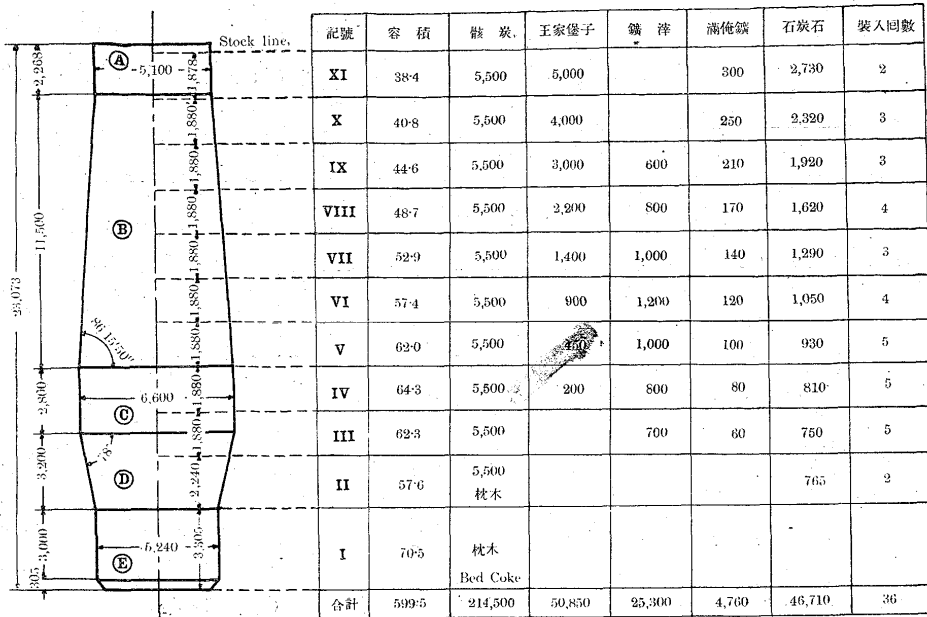 Stock line,
記號 容積 骸炭, 王家堡子 鑛滓 滿俺鑛 石炭石 裝入回數
XI 38·4 5,500 5,000 300 2,730 2
X 40·8 5,500 4,000 250 2,320 3
IX 44·6 5,500 3,000 600 210 1,920 3
VIII 48·7 5,500 2,200 800 170 1,620 4
VII 52·9 5,500 1,400 1,000 140 1,290 3
VI 57·4 5,500 900 1,200 120 1,050 4
V 62·0 5,500 450 1,000 100 930 5
IV 64·3 5,500 200 800 80 810 5
III 62·3 5,500 700 60 750 5
II 57·6 5,500 765 2
枕木
I 70·5 枕木
Bed Coke
合計 599·5 214,500 50,850 25,300 4,760 46,710 36
A
5,100
B
C
6,600
D
E
5,240
2,268
11,500
2,800
3,200
3,000
305
1,878
1,880
1,880
1,880
1,880
1,880
1,880
1,880
1,880
2,240
3,305
86 15'50"